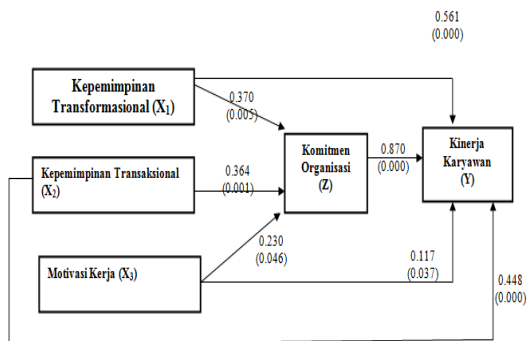 0.561
(0.000)
Kepemimpinan
Transformasional (X₁)
0.370
(0.005)
Komitmen
Organisasi
(Z)
0.870
(0.000)
Kinerja
Karyawan
(Y)
Kepemimpinan Transaksional
(X₂)
0.364
(0.001)
0.230
(0.046)
Motivasi Kerja (X₃)
0.117
(0.037)
0.448
(0.000)